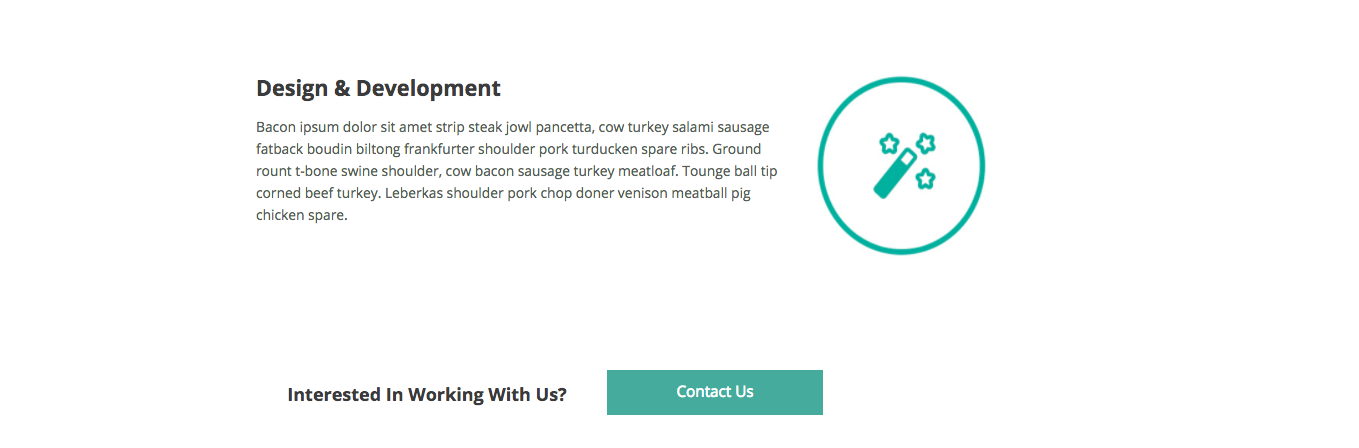 Design & Development
Bacon ipsum dolor sit amet strip steak jowl pancetta, cow turkey salami sausage
fatback boudin biltong frankfurter shoulder pork turducken spare ribs. Ground
rount t-bone swine shoulder, cow bacon sausage turkey meatloaf. Tounge ball tip
corned beef turkey. Leberkas shoulder pork chop doner venison meatball pig
chicken spare.
Interested In Working With Us?
Contact Us